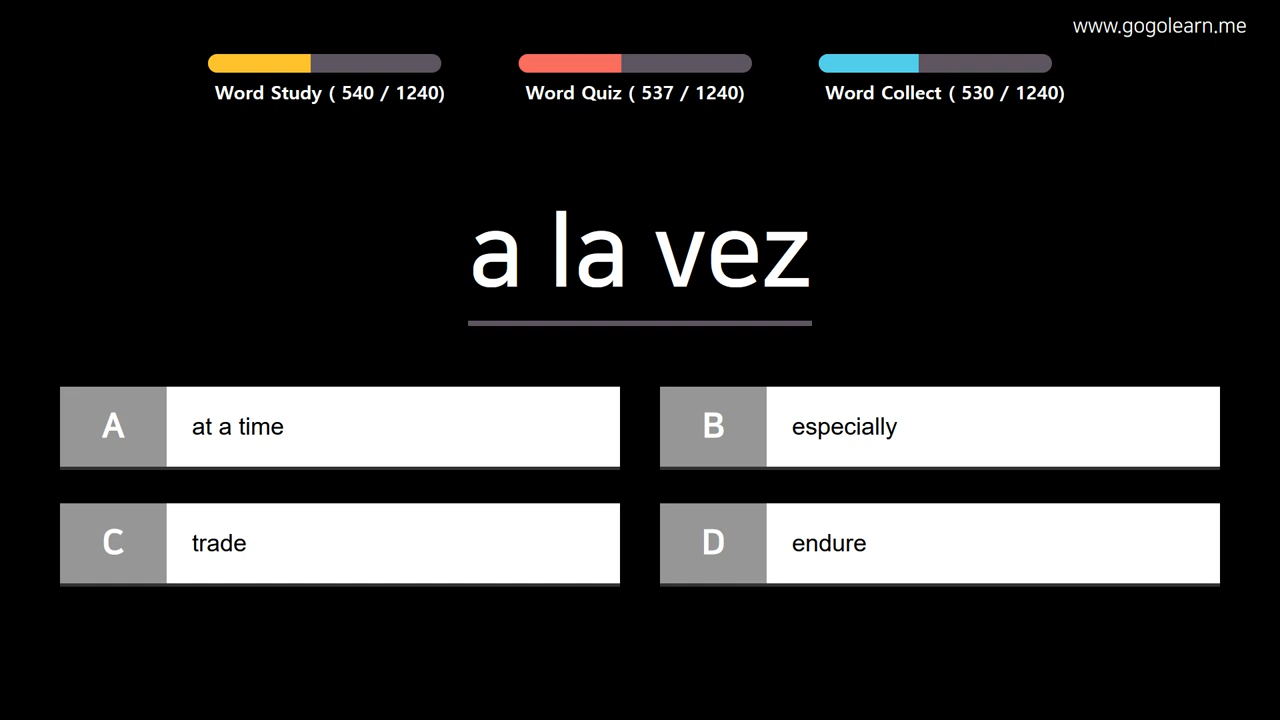 www.gogolearn.me
Word Study ( 540 / 1240)
Word Quiz ( 537 / 1240)
Word Collect ( 530 / 1240)
a la vez
A
at a time
B
especially
C
trade
D
endure